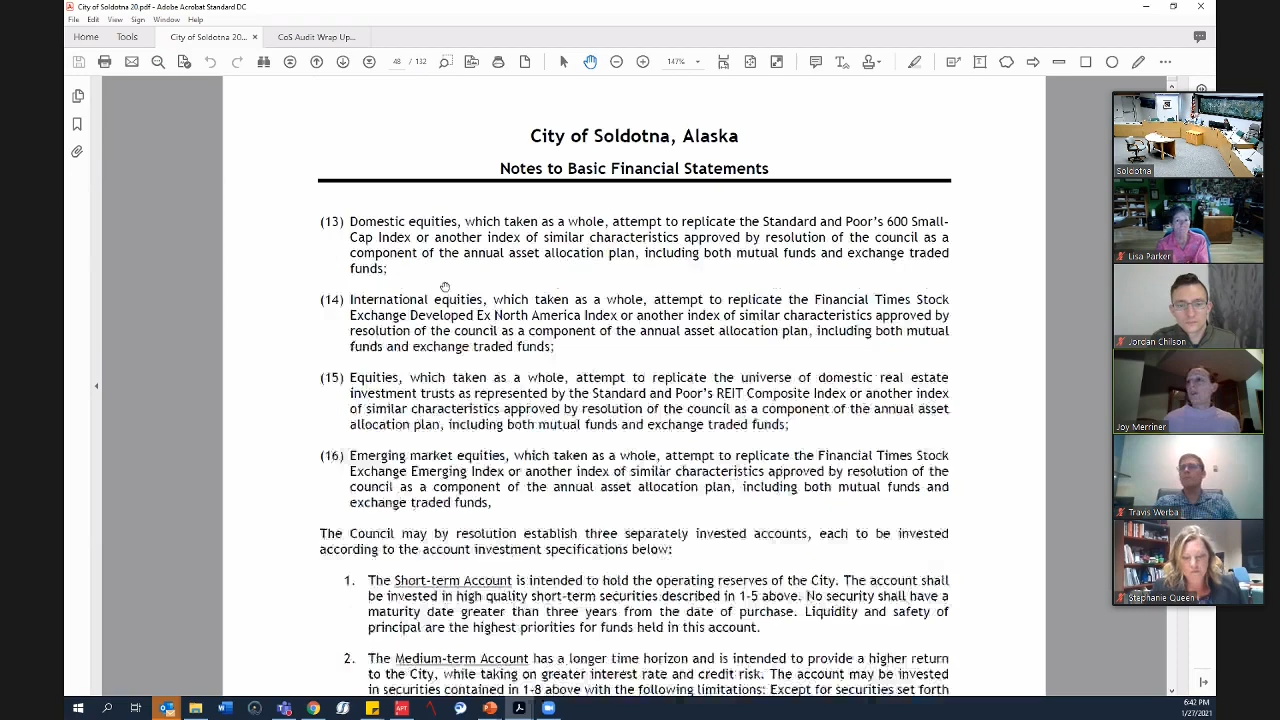 City of Soldotna 20.pdf - Adobe Acrobat Standard DC
File Edit View Sign Window Help
Home Tools City of Soldotna 20... × CoS Audit Wrap Up...
48 / 132 147%
City of Soldotna, Alaska
Notes to Basic Financial Statements
(13) Domestic equities, which taken as a whole, attempt to replicate the Standard and Poor's 600 Small-
Cap Index or another index of similar characteristics approved by resolution of the council as a
component of the annual asset allocation plan, including both mutual funds and exchange traded
funds;
(14) International equities, which taken as a whole, attempt to replicate the Financial Times Stock
Exchange Developed Ex North America Index or another index of similar characteristics approved by
resolution of the council as a component of the annual asset allocation plan, including both mutual
funds and exchange traded funds;
(15) Equities, which taken as a whole, attempt to replicate the universe of domestic real estate
investment trusts as represented by the Standard and Poor's REIT Composite Index or another index
of similar characteristics approved by resolution of the council as a component of the annual asset
allocation plan, including both mutual funds and exchange traded funds;
(16) Emerging market equities, which taken as a whole, attempt to replicate the Financial Times Stock
Exchange Emerging Index or another index of similar characteristics approved by resolution of the
council as a component of the annual asset allocation plan, including both mutual funds and
exchange traded funds,
The Council may by resolution establish three separately invested accounts, each to be invested
according to the account investment specifications below:
1. The Short-term Account is intended to hold the operating reserves of the City. The account shall
be invested in high quality short-term securities described in 1-5 above. No security shall have a
maturity date greater than three years from the date of purchase. Liquidity and safety of
principal are the highest priorities for funds held in this account.
2. The Medium-term Account has a longer time horizon and is intended to provide a higher return
to the City, while taking on greater interest rate and credit risk. The account may be invested
in securities contained in 1-8 above with the following limitations: Except for securities set forth
Soldotna
Lisa Parker
Jordan Chilson
Joy Merriner
Travis Werba
Stephanie Queen
6:42 PM
1/27/2021